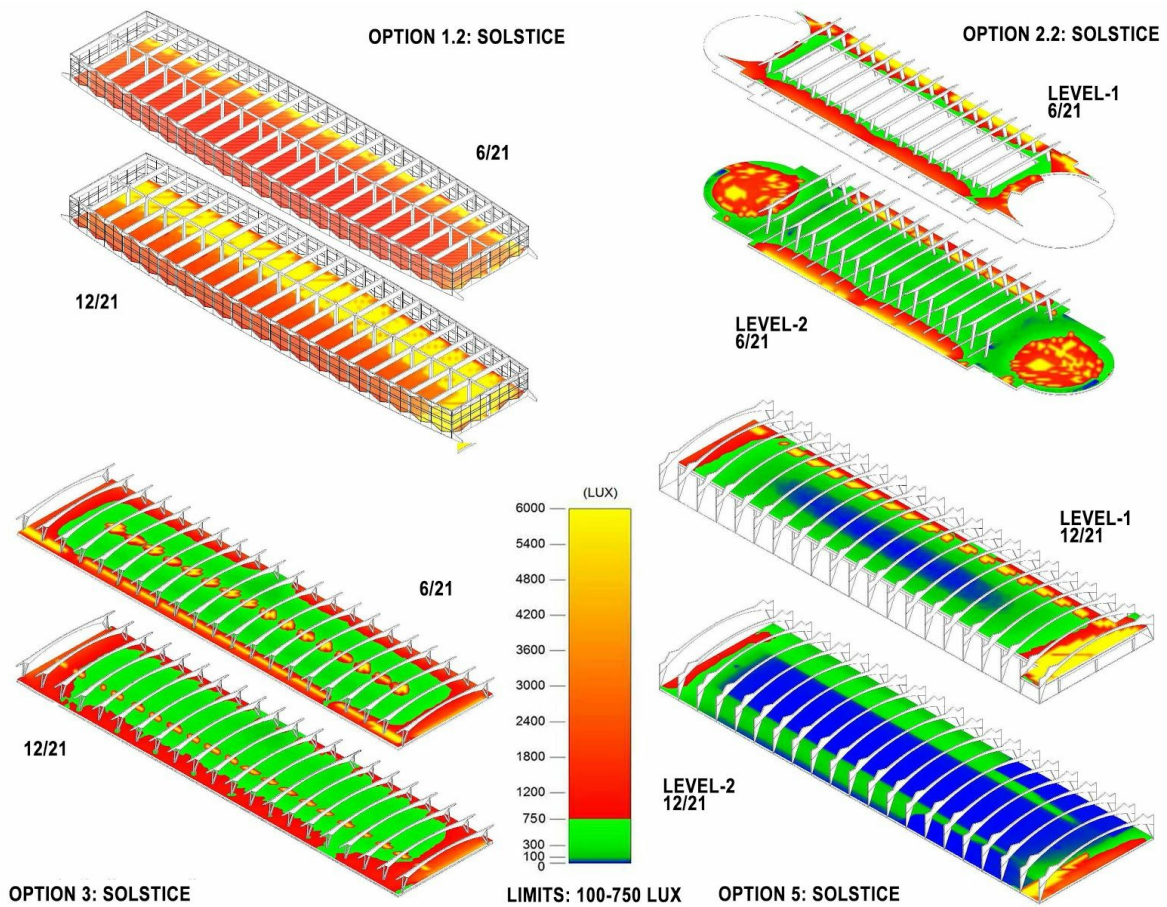 OPTION 1.2: SOLSTICE
6/21
12/21
OPTION 2.2: SOLSTICE
LEVEL-1
6/21
LEVEL-2
6/21
6/21
12/21
OPTION 3: SOLSTICE
(LUX)
6000
5400
4800
4200
3600
3000
2400
1800
1200
750
300
100
0
LIMITS: 100-750 LUX
LEVEL-1
12/21
LEVEL-2
12/21
OPTION 5: SOLSTICE